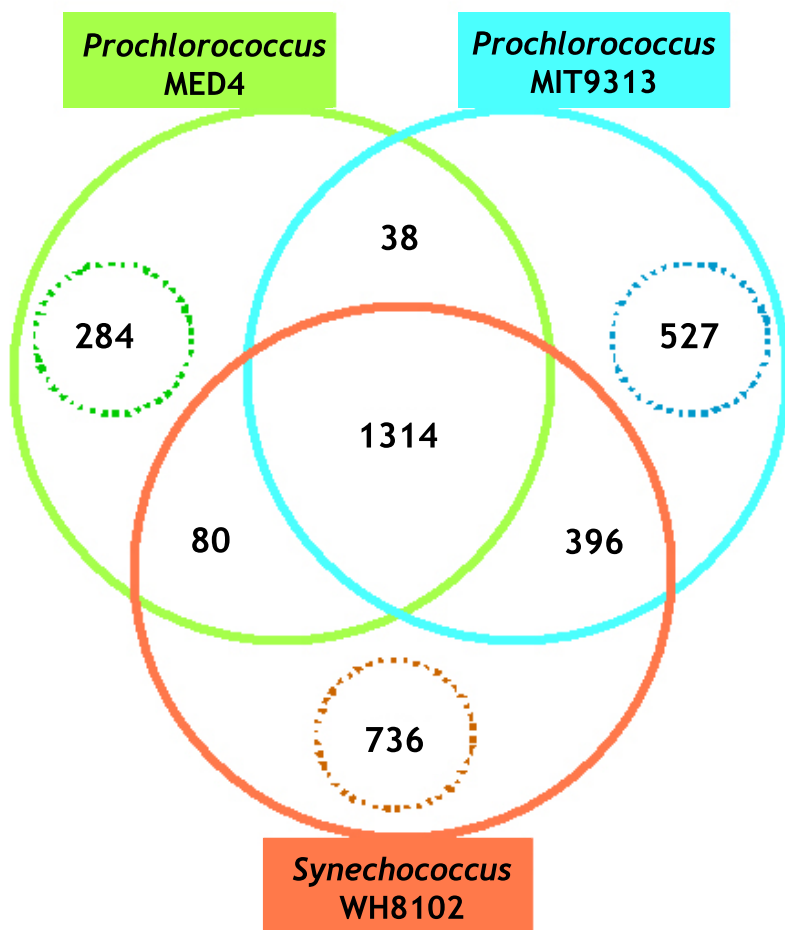 Prochlorococcus
MED4
Prochlorococcus
MIT9313
38
284
527
1314
80
396
736
Synechococcus
WH8102